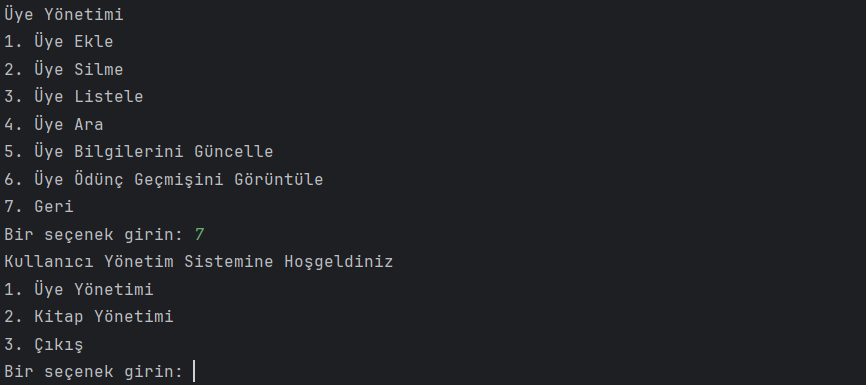 Üye Yönetimi
1. Üye Ekle
2. Üye Silme
3. Üye Listele
4. Üye Ara
5. Üye Bilgilerini Güncelle
6. Üye Ödünç Geçmişini Görüntüle
7. Geri
Bir seçenek girin: 7
Kullanıcı Yönetim Sistemine Hoşgeldiniz
1. Üye Yönetimi
2. Kitap Yönetimi
3. Çıkış
Bir seçenek girin: